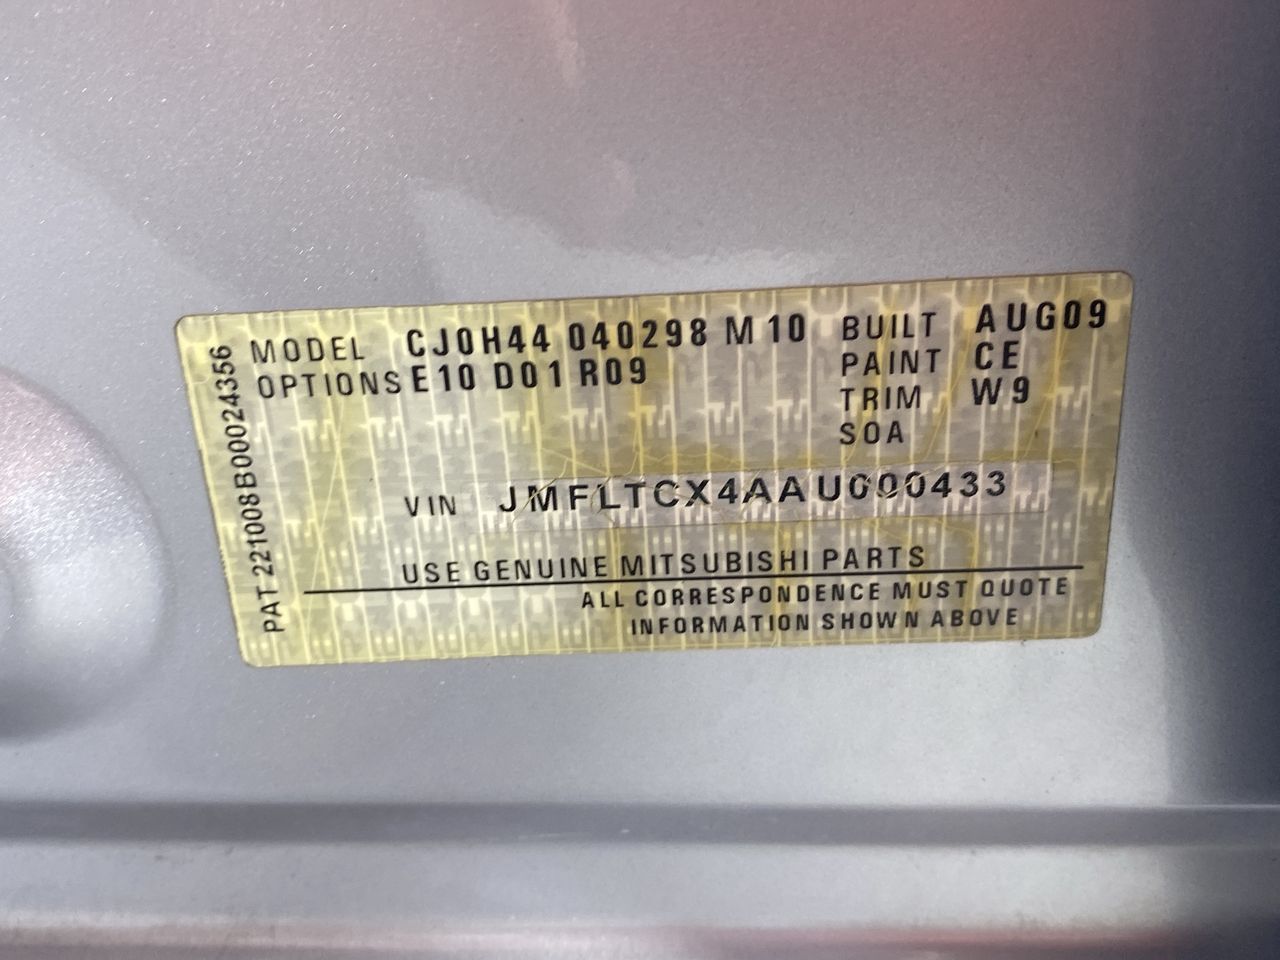 MODEL CJ0H44 040298 M10 BUILT AUG09
OPTIONS E10 D01 R09 PAINT CE
TRIM W9
SOA
VIN JMFLTCX4AAU000433
USE GENUINE MITSUBISHI PARTS
ALL CORRESPONDENCE MUST QUOTE
INFORMATION SHOWN ABOVE
PAT 221008B00024356